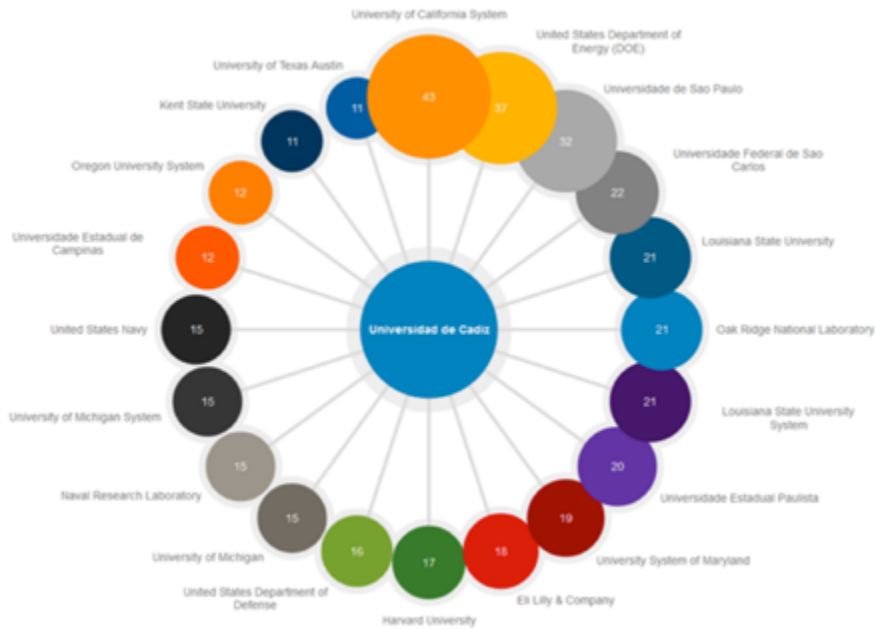 University of California System
43
United States Department of
Energy (DOE)
37
Universidade de Sao Paulo
32
Universidade Federal de Sao
Carlos
22
Louisiana State University
21
Oak Ridge National Laboratory
21
Louisiana State University
System
21
Universidade Estadual Paulista
20
University System of Maryland
19
Eli Lilly & Company
18
Harvard University
17
United States Department of
Defense
16
University of Michigan
15
Naval Research Laboratory
15
University of Michigan System
15
United States Navy
15
Universidade Estadual de
Campinas
12
Oregon University System
12
Kent State University
11
University of Texas Austin
11
Universidad de Cadiz